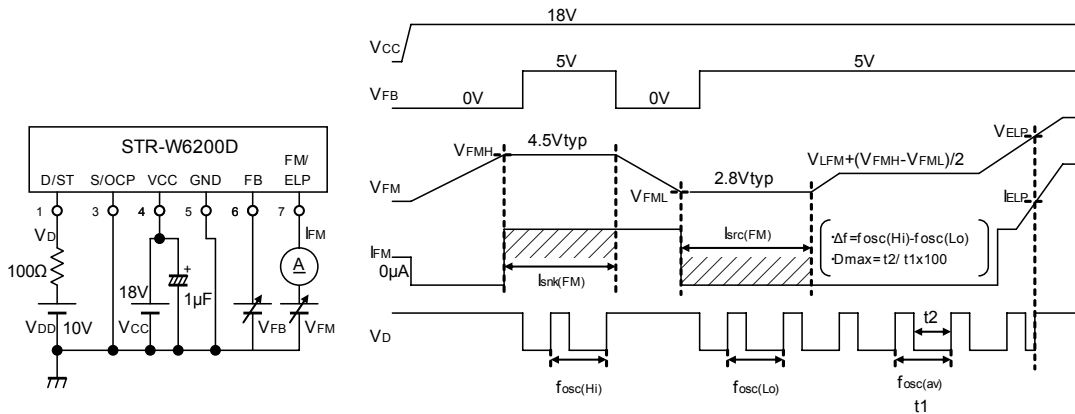 STR-W6200D
D/ST S/OCP VCC GND FB FM/ELP
1 3 4 5 6 7
VD
IFM
100Ω
A
18V
+
1μF
VDD 10V
VCC
VFB
VFM
18V
VCC
5V
5V
VFB
0V
0V
VFMH
4.5Vtyp
VELP
VLFM+(VFMH-VFML)/2
VFM
VFML
2.8Vtyp
IELP
IFM
0μA
Isrc(FM)
Isnk(FM)
·Δf=fosc(Hi)-fosc(Lo)
·Dmax=t2/ t1x100
VD
t2
fosc(Hi)
fosc(Lo)
fosc(av)
t1